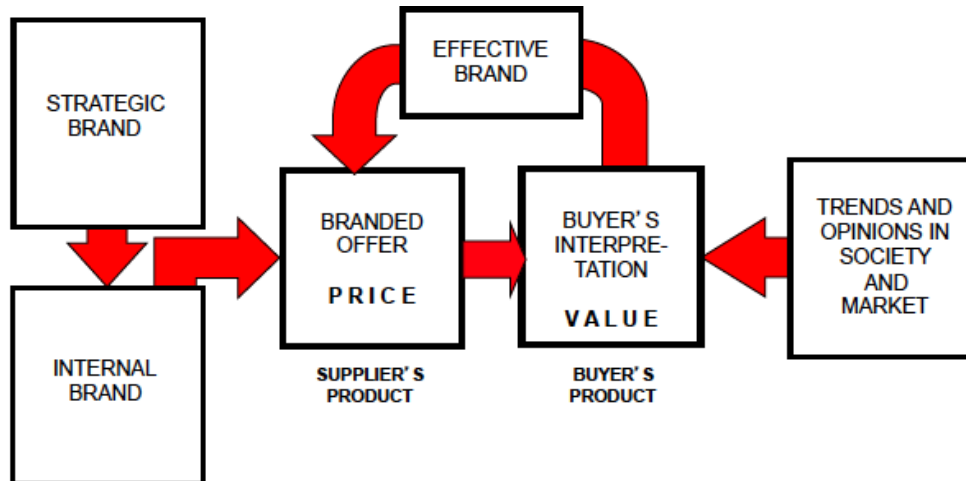 STRATEGIC
BRAND
EFFECTIVE
BRAND
BRANDED
OFFER
PRICE
BUYER'S
INTERPRE-
TATION
VALUE
TRENDS AND
OPINIONS IN
SOCIETY
AND
MARKET
INTERNAL
BRAND
SUPPLIER'S
PRODUCT
BUYER'S
PRODUCT